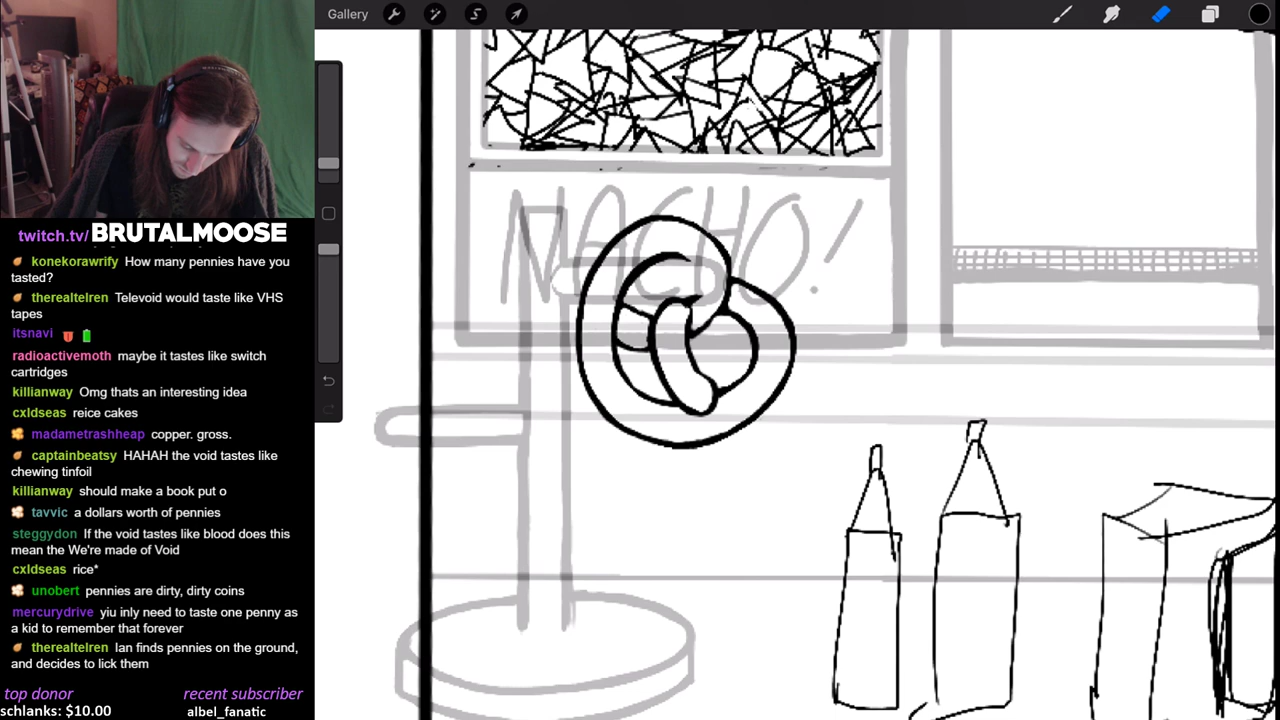 Gallery
twitch.tv/BRUTALMOOSE
konekorawrify How many pennies have you
tasted?
therealtelren Televoid would taste like VHS
tapes
itsnavi
radioactivemoth maybe it tastes like switch
cartridges
killianway Omg thats an interesting idea
cxldseas reice cakes
madametrashheap copper. gross.
captainbeatsy HAHAH the void tastes like
chewing tinfoil
killianway should make a book put o
tavvic a dollars worth of pennies
steggydon If the void tastes like blood does this
mean the We're made of Void
cxldseas rice*
unobert pennies are dirty, dirty coins
mercurydrive yiu inly need to taste one penny as
a kid to remember that forever
therealtelren Ian finds pennies on the ground,
and decides to lick them
top donor recent subscriber
schlanks: $10.00 albel_fanatic
NACHO!